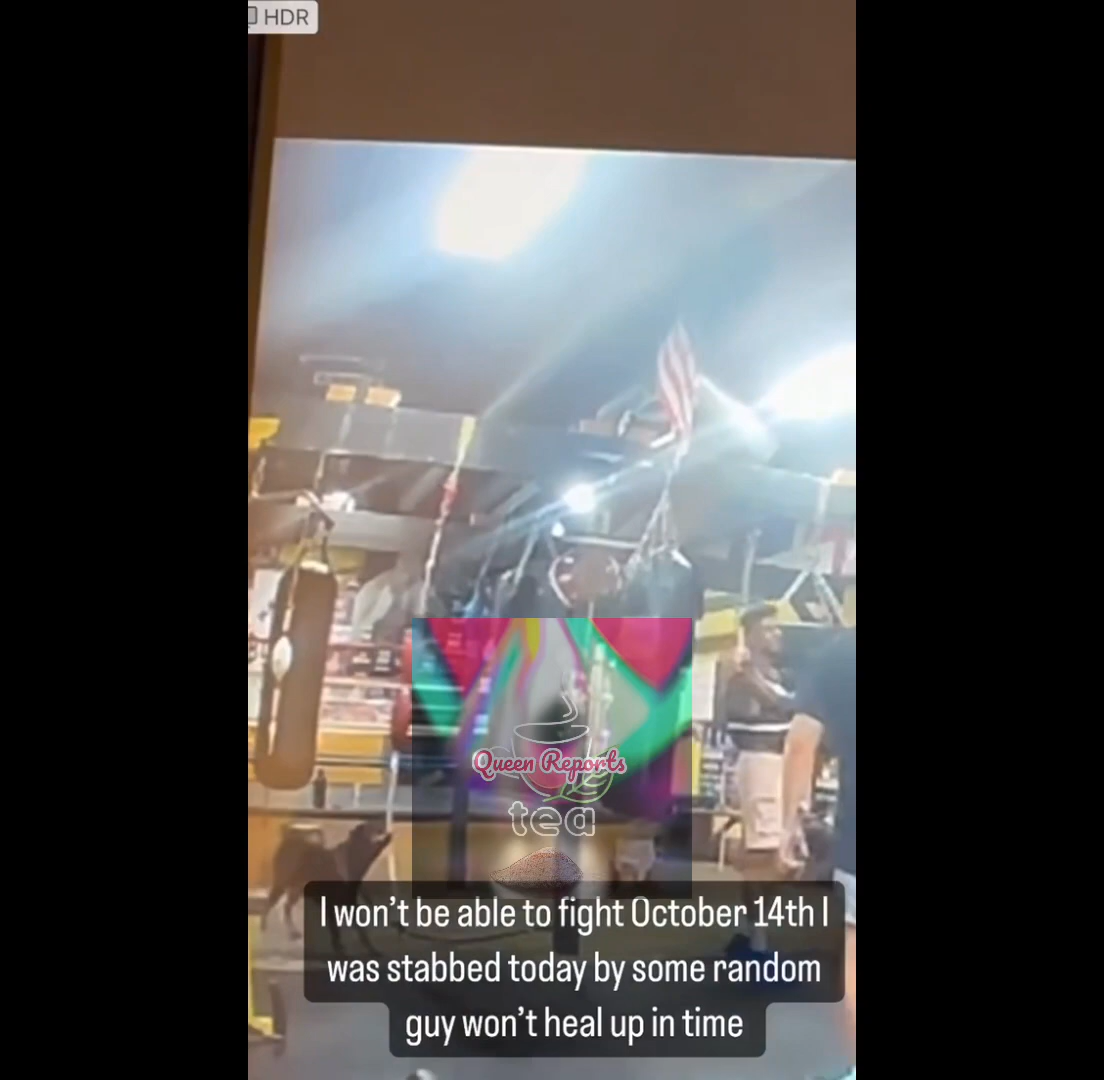 HDR
Queen Reports
tea
I won't be able to fight October 14th I
was stabbed today by some random
guy won't heal up in time